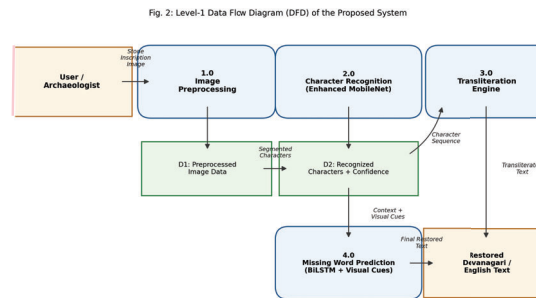 Fig. 2: Level-1 Data Flow Diagram (DFD) of the Proposed System
User /
Archaeologist
Stone
Inscription
Image
1.0
Image
Preprocessing
2.0
Character Recognition
(Enhanced MobileNet)
3.0
Transliteration
Engine
D1: Preprocessed
Image Data
Segmented
Characters
D2: Recognized
Characters + Confidence
Character
Sequence
Text
Context +
Visual Cues
4.0
Missing Word Prediction
(BiLSTM + Visual Cues)
Final Restored
Text
Restored
Devanagari /
English Text